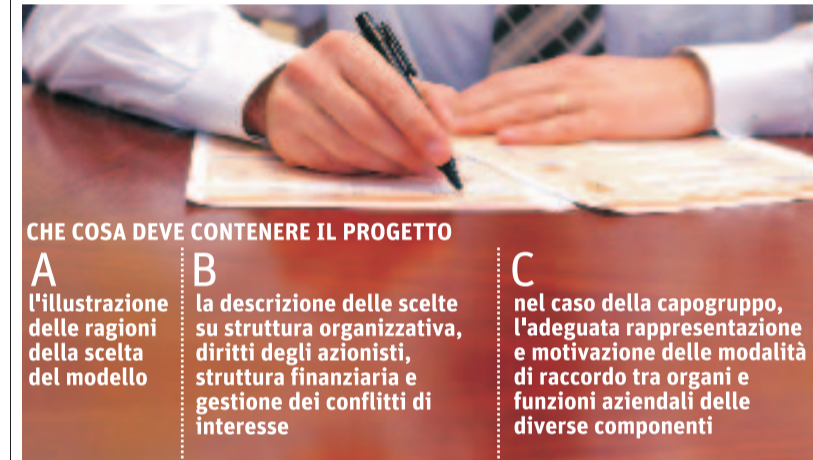 CHE COSA DEVE CONTENERE IL PROGETTO
A
l'illustrazione
delle ragioni
della scelta
del modello
B
la descrizione delle scelte
su struttura organizzativa,
diritti degli azionisti,
struttura finanziaria e
gestione dei conflitti di
interesse
C
nel caso della capogruppo,
l'adeguata rappresentazione
e motivazione delle modalità
di raccordo tra organi e
funzioni aziendali delle
diverse componenti